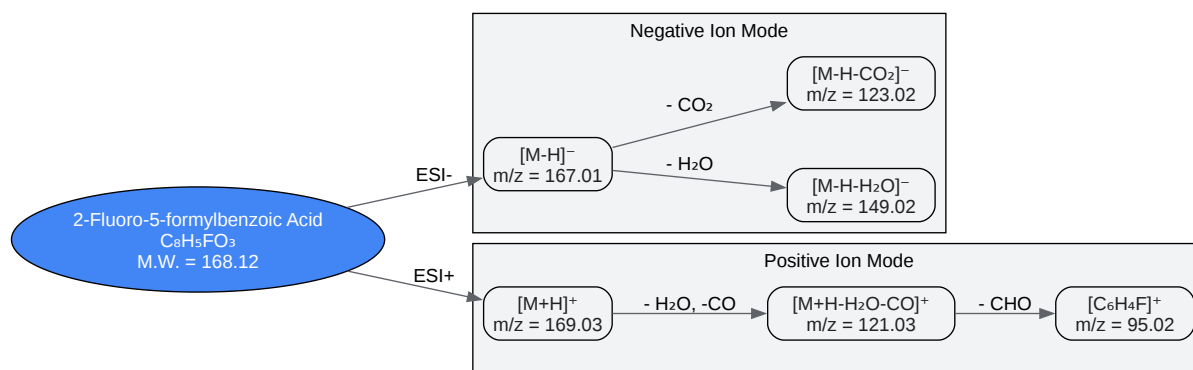 Negative Ion Mode
[M-H-CO₂]⁻
m/z = 123.02
- CO₂
[M-H]⁻
m/z = 167.01
- H₂O
[M-H-H₂O]⁻
m/z = 149.02
ESI-
2-Fluoro-5-formylbenzoic Acid
C₈H₅FO₃
M.W. = 168.12
ESI+
Positive Ion Mode
[M+H]⁺
m/z = 169.03
- H₂O, -CO
[M+H-H₂O-CO]⁺
m/z = 121.03
- CHO
[C₆H₄F]⁺
m/z = 95.02